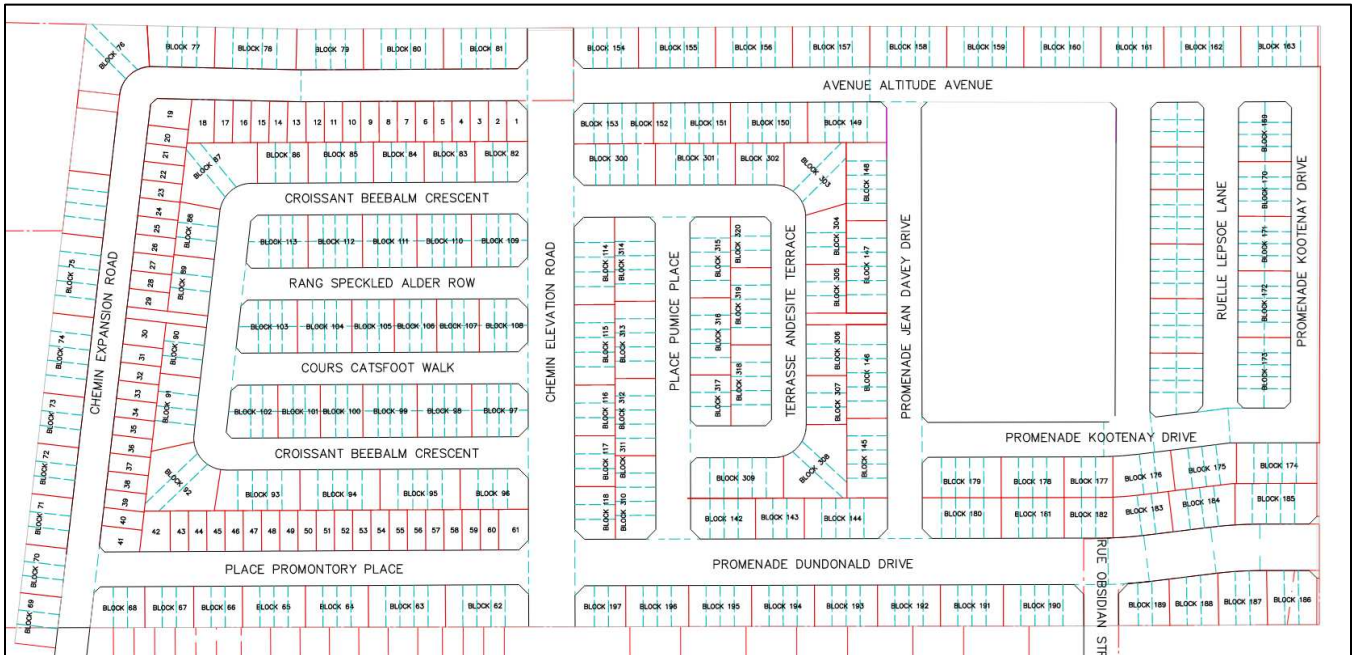 BLOCK 76
BLOCK 77
BLOCK 78
BLOCK 79
BLOCK 80
BLOCK 81
BLOCK 154
BLOCK 155
BLOCK 156
BLOCK 157
BLOCK 158
BLOCK 159
BLOCK 160
BLOCK 161
BLOCK 162
BLOCK 163
AVENUE ALTITUDE AVENUE
19
18
17
16
15
14
13
12
11
10
9
8
7
6
5
4
3
2
1
BLOCK 153
BLOCK 152
BLOCK 151
BLOCK 150
BLOCK 149
20
21
22
23
24
25
26
27
28
29
30
31
32
33
34
35
36
37
38
39
40
41
BLOCK 87
BLOCK 86
BLOCK 85
BLOCK 84
BLOCK 83
BLOCK 82
BLOCK 300
BLOCK 301
BLOCK 302
BLOCK 303
BLOCK 148
BLOCK 169
BLOCK 170
BLOCK 171
BLOCK 172
BLOCK 173
CROISSANT BEEBALM CRESCENT
BLOCK 88
BLOCK 89
BLOCK 90
BLOCK 91
BLOCK 92
BLOCK 113
BLOCK 112
BLOCK 111
BLOCK 110
BLOCK 109
RANG SPECKLED ALDER ROW
BLOCK 103
BLOCK 104
BLOCK 105
BLOCK 106
BLOCK 107
BLOCK 108
COURS CATSFOOT WALK
BLOCK 102
BLOCK 101
BLOCK 100
BLOCK 99
BLOCK 98
BLOCK 97
CROISSANT BEEBALM CRESCENT
BLOCK 93
BLOCK 94
BLOCK 95
BLOCK 96
CHEMIN EXPANSION ROAD
BLOCK 75
BLOCK 74
BLOCK 73
BLOCK 72
BLOCK 71
BLOCK 70
BLOCK 69
CHEMIN ELEVATION ROAD
BLOCK 114
BLOCK 314
BLOCK 115
BLOCK 313
BLOCK 116
BLOCK 312
BLOCK 117
BLOCK 311
BLOCK 118
BLOCK 310
PLACE PUMICE PLACE
BLOCK 315
BLOCK 320
BLOCK 316
BLOCK 319
BLOCK 317
BLOCK 318
TERRASSE ANDESITE TERRACE
BLOCK 304
BLOCK 305
BLOCK 147
BLOCK 306
BLOCK 307
BLOCK 146
BLOCK 308
BLOCK 145
PROMENADE JEAN DAVEY DRIVE
RUELLE LEPSOE LANE
PROMENADE KOOTENAY DRIVE
PROMENADE KOOTENAY DRIVE
BLOCK 309
BLOCK 179
BLOCK 178
BLOCK 177
BLOCK 176
BLOCK 175
BLOCK 174
42
43
44
45
46
47
48
49
50
51
52
53
54
55
56
57
58
59
60
61
BLOCK 142
BLOCK 143
BLOCK 144
BLOCK 180
BLOCK 181
BLOCK 182
BLOCK 183
BLOCK 184
BLOCK 185
PLACE PROMONTORY PLACE
PROMENADE DUNDONALD DRIVE
RUE OBSIDIAN STR
BLOCK 68
BLOCK 67
BLOCK 66
BLOCK 65
BLOCK 64
BLOCK 63
BLOCK 62
BLOCK 197
BLOCK 196
BLOCK 195
BLOCK 194
BLOCK 193
BLOCK 192
BLOCK 191
BLOCK 190
BLOCK 189
BLOCK 188
BLOCK 187
BLOCK 186